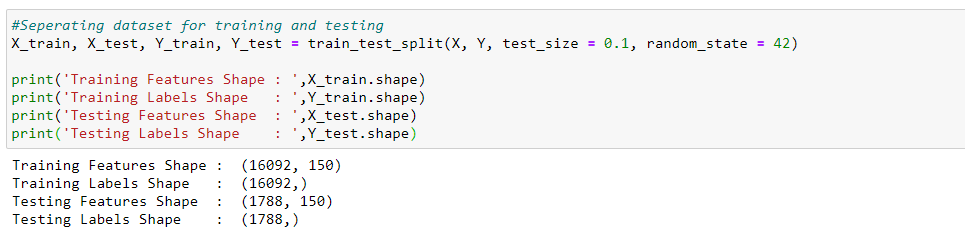 #Seperating dataset for training and testing
X_train, X_test, Y_train, Y_test = train_test_split(X, Y, test_size = 0.1, random_state = 42)
print('Training Features Shape : ',X_train.shape)
print('Training Labels Shape   : ',Y_train.shape)
print('Testing Features Shape  : ',X_test.shape)
print('Testing Labels Shape    : ',Y_test.shape)
Training Features Shape :  (16092, 150)
Training Labels Shape   :  (16092,)
Testing Features Shape  :  (1788, 150)
Testing Labels Shape    :  (1788,)